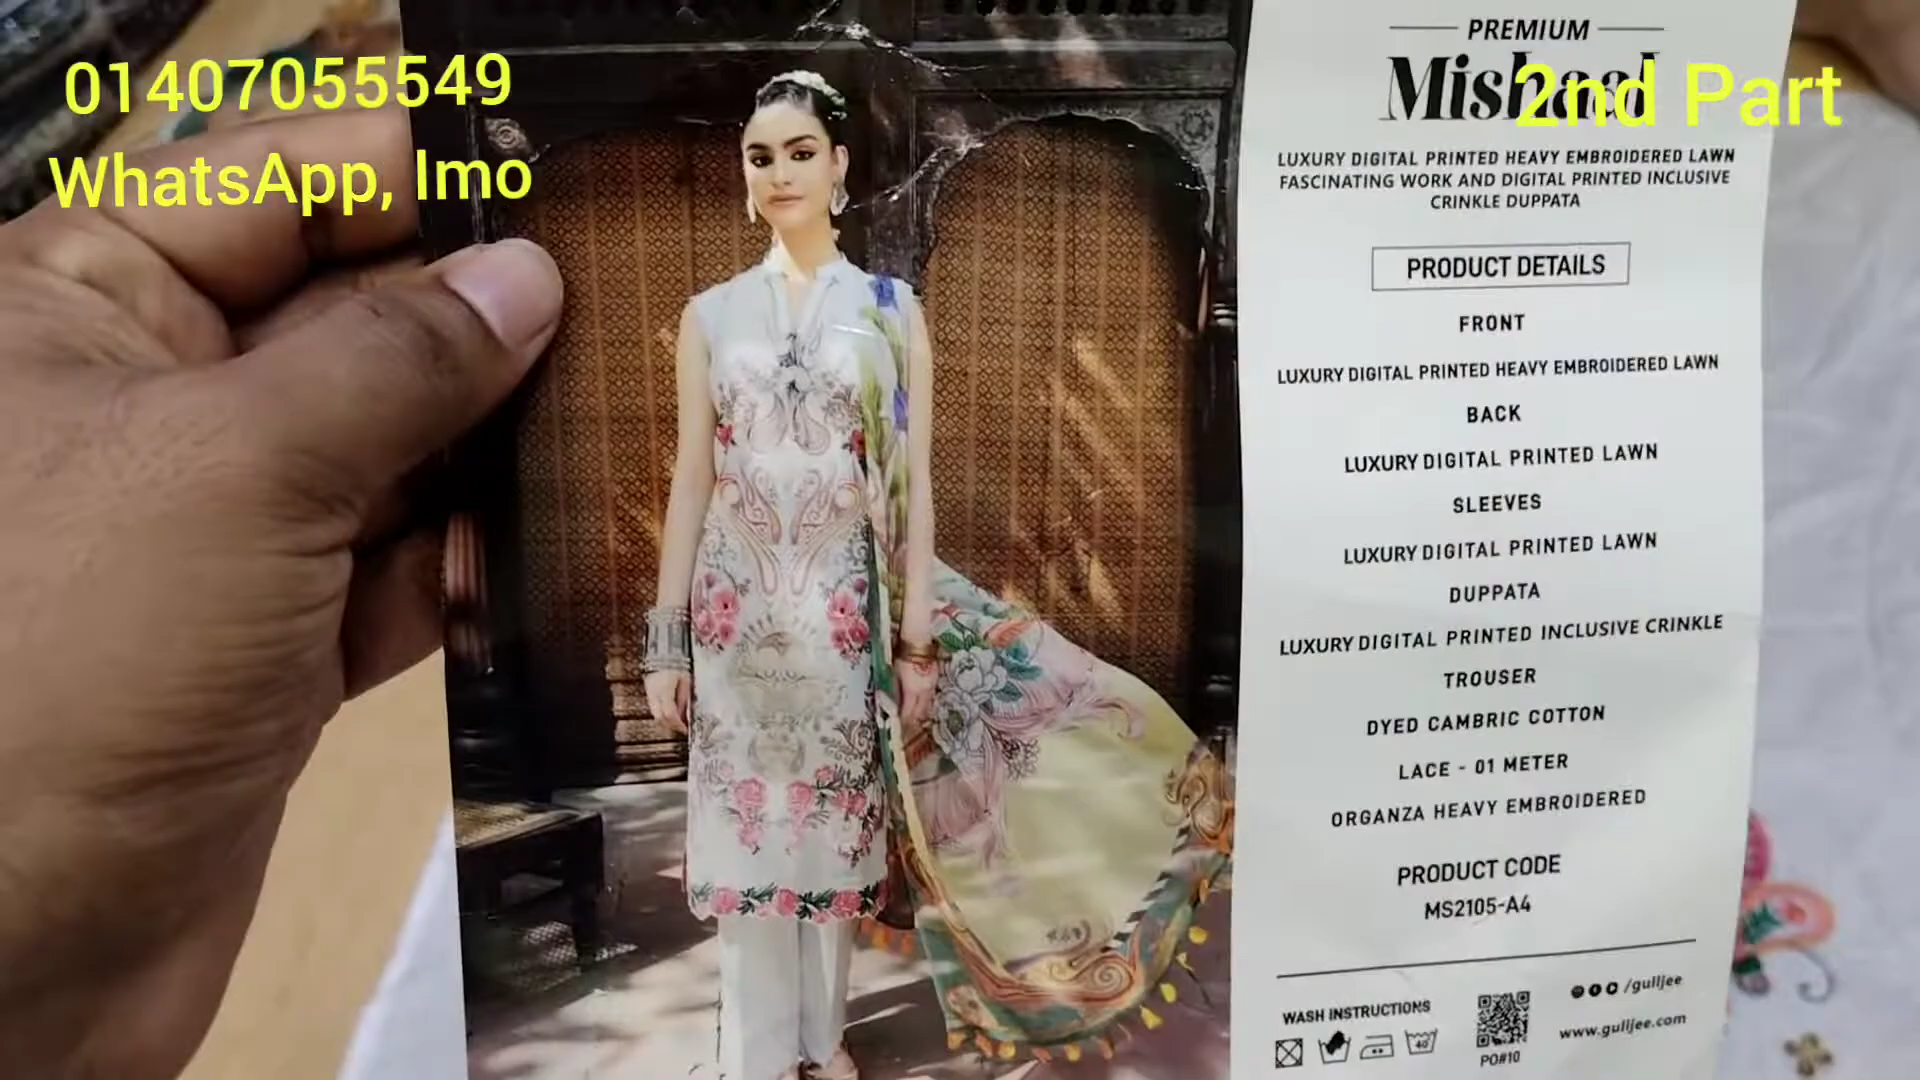 01407055549
WhatsApp, Imo
2nd Part
PREMIUM
Mishaal
LUXURY DIGITAL PRINTED HEAVY EMBROIDERED LAWN
FASCINATING WORK AND DIGITAL PRINTED INCLUSIVE
CRINKLE DUPPATA
PRODUCT DETAILS
FRONT
LUXURY DIGITAL PRINTED HEAVY EMBROIDERED LAWN
BACK
LUXURY DIGITAL PRINTED LAWN
SLEEVES
LUXURY DIGITAL PRINTED LAWN
DUPPATA
LUXURY DIGITAL PRINTED INCLUSIVE CRINKLE
TROUSER
DYED CAMBRIC COTTON
LACE - 01 METER
ORGANZA HEAVY EMBROIDERED
PRODUCT CODE
MS2105-A4
WASH INSTRUCTIONS
40
PO#10
/gulljee
www.gulljee.com